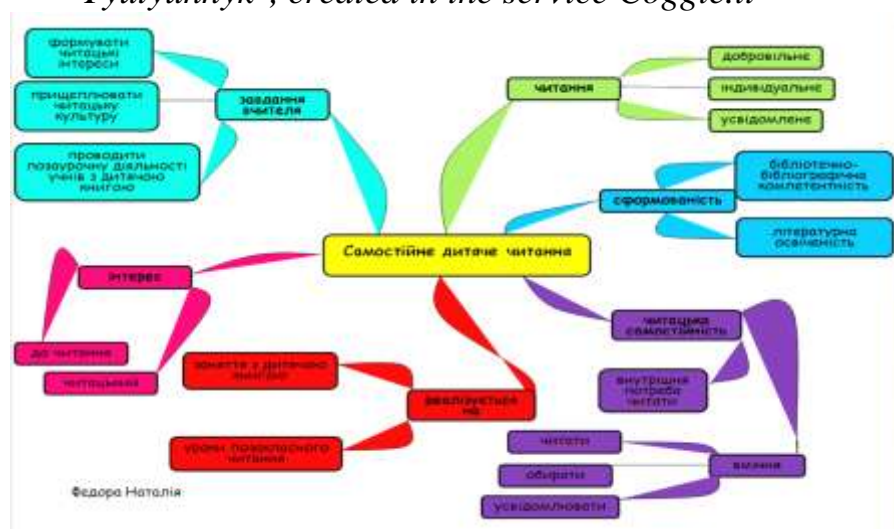 created in the service Coggle.it
формувати
читацькі
інтереси
прищеплювати
читацьку
культуру
проводити
позаурочну діяльність
учнів з дитячою
книгою
завдання
вчителя
читання
добровільне
індивідуальне
усвідомлене
сформованість
бібліотечно-
бібліографічна
компетентність
літературна
освіченість
Самостійне дитяче читання
інтерес
до читання
читацький
реалізується
на
заняття з дитячою
книгою
уроки позакласного
читання
читацька
самостійність
внутрішня
потреба
читати
вміння
читати
обирати
усвідомлювати
Федора Наталія